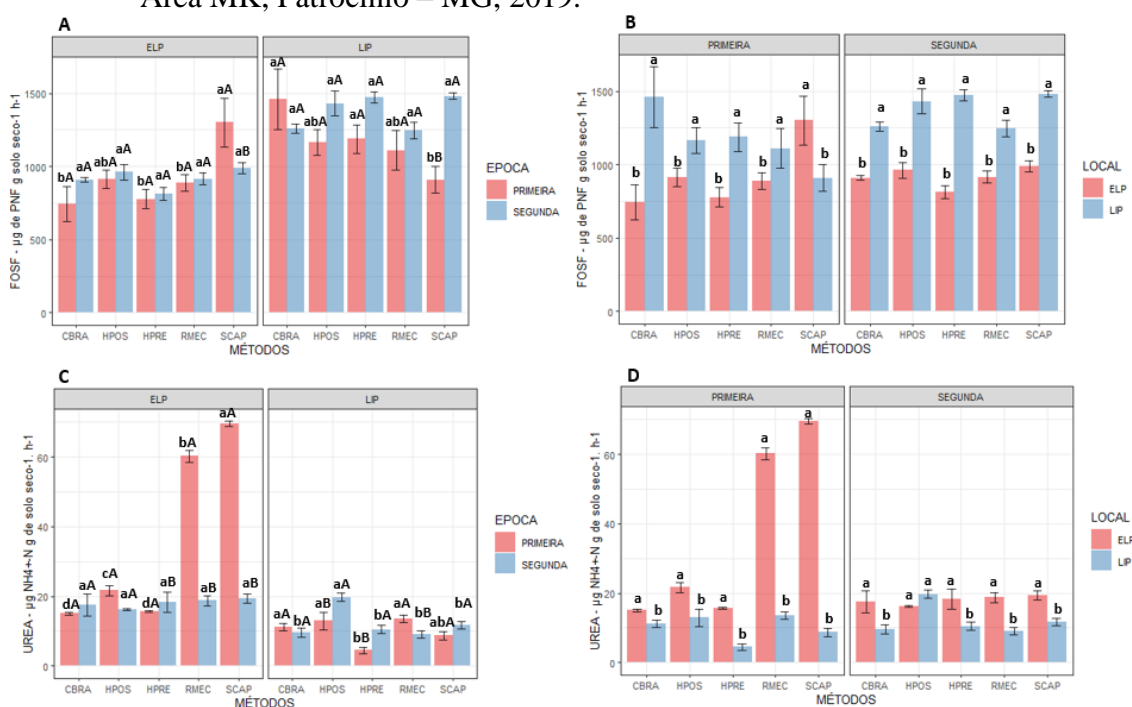 Área MR, Patrocínio – MG, 2019.
A
ELP
LIP
FOSF - µg de PNF g solo seco-1 h-1
1500
1000
500
0
bA aA abA aA bA aA bA aA aA aB
aA aA abA aA abA aA abA aA bB aA
CBRA HPOS HPRE RMEC SCAP
CBRA HPOS HPRE RMEC SCAP
MÉTODOS
EPOCA
PRIMEIRA
SEGUNDA
B
PRIMEIRA
SEGUNDA
FOSF - µg de PNF g solo seco-1 h-1
1500
1000
500
0
b a b a b a b a a b
b a b a b a b a b a
CBRA HPOS HPRE RMEC SCAP
CBRA HPOS HPRE RMEC SCAP
MÉTODOS
LOCAL
ELP
LIP
C
ELP
LIP
UREA - µg NH4+-N g de solo seco-1. h-1
60
40
20
0
dA aA cA aA dA aB bA aB aA aB
aA aA aB aA bB bA aA bB abA bA
CBRA HPOS HPRE RMEC SCAP
CBRA HPOS HPRE RMEC SCAP
MÉTODOS
EPOCA
PRIMEIRA
SEGUNDA
D
PRIMEIRA
SEGUNDA
UREA - µg NH4+-N g de solo seco-1. h-1
60
40
20
0
a b a b a b a b a b
a b a a a b a b a b
CBRA HPOS HPRE RMEC SCAP
CBRA HPOS HPRE RMEC SCAP
MÉTODOS
LOCAL
ELP
LIP